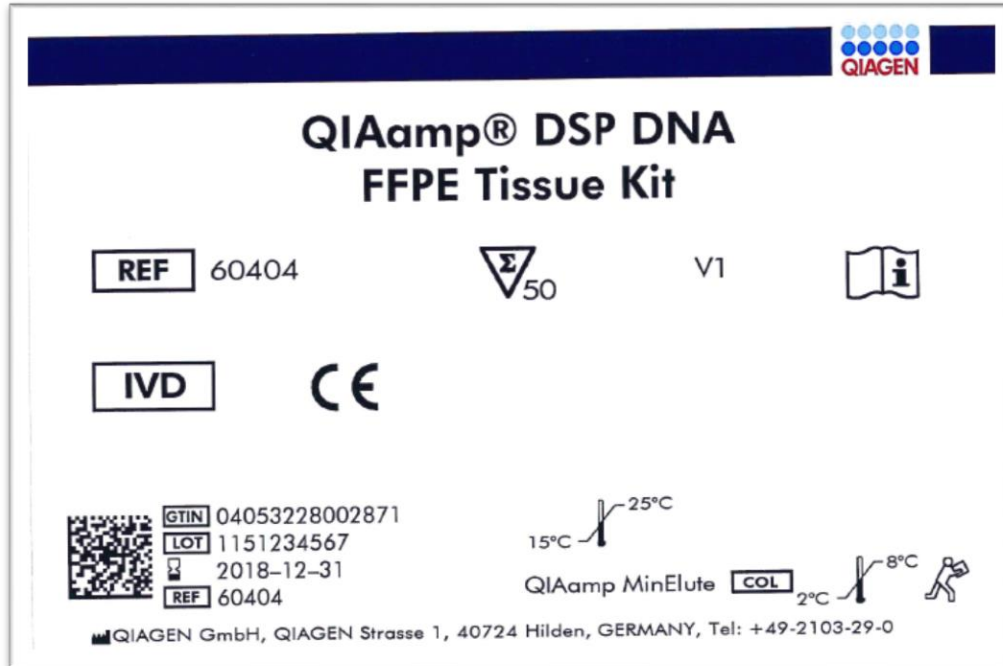 QIAGEN
QIAamp® DSP DNA
FFPE Tissue Kit
REF 60404
Σ 50
V1
i
IVD
CE
GTIN 04053228002871
LOT 1151234567
2018–12–31
REF 60404
15°C 25°C
QIAamp MinElute COL 2°C 8°C
QIAGEN GmbH, QIAGEN Strasse 1, 40724 Hilden, GERMANY, Tel: +49-2103-29-0